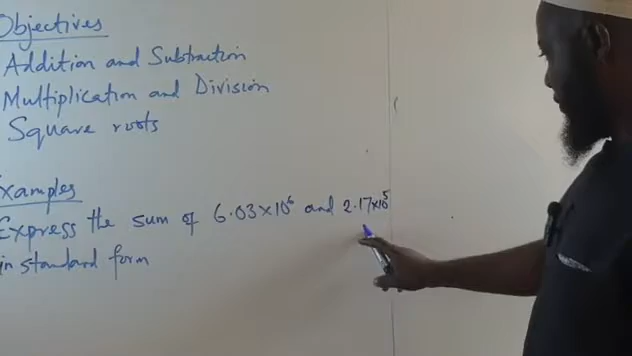 Objectives
Addition and Subtraction
Multiplication and Division
Square roots
Examples
Express the sum of 6.03×10⁶ and 2.17×10⁵
in standard form